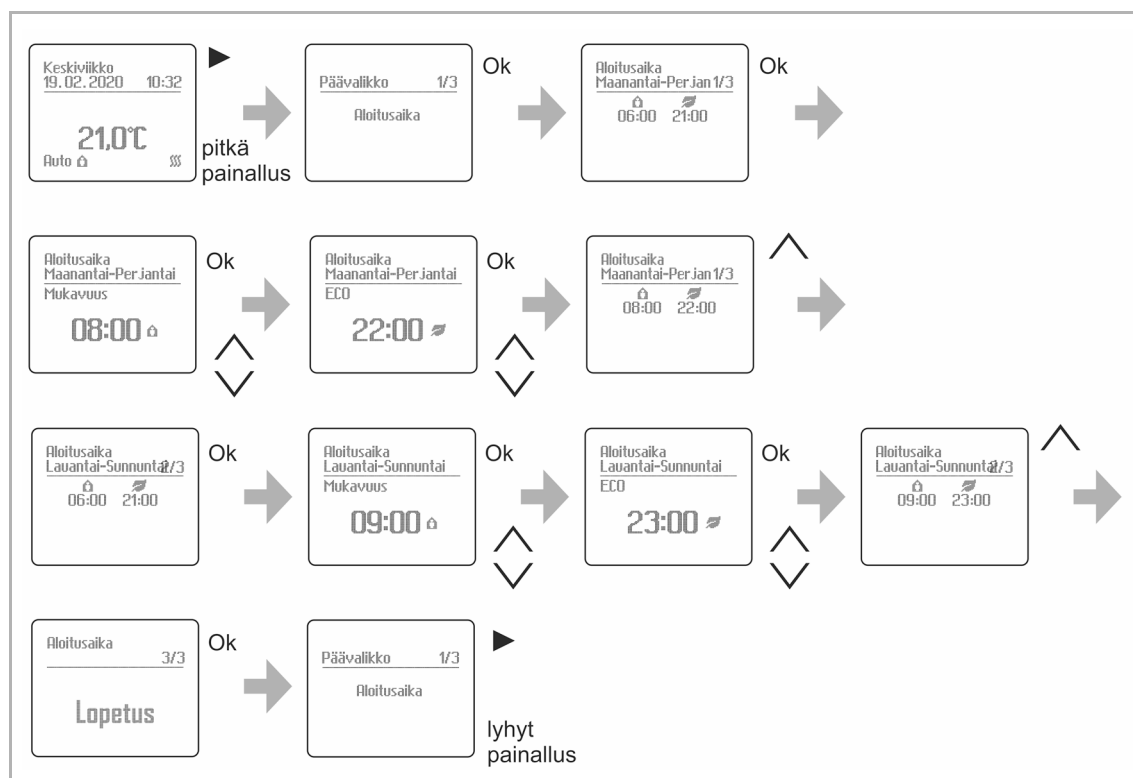 Keskiviikko
19.02.2020 10:32
21,0°C
Auto
pitkä
painallus
Päävalikko 1/3
Aloitusaika
Ok
Aloitusaika
Maanantai-Perjan 1/3
06:00 21:00
Ok
Aloitusaika
Maanantai-Perjantai
Mukavuus
08:00
Ok
Aloitusaika
Maanantai-Perjantai
ECO
22:00
Ok
Aloitusaika
Maanantai-Perjan 1/3
08:00 22:00
Aloitusaika
Lauantai-Sunnuntai 2/3
06:00 21:00
Ok
Aloitusaika
Lauantai-Sunnuntai
Mukavuus
09:00
Ok
Aloitusaika
Lauantai-Sunnuntai
ECO
23:00
Ok
Aloitusaika
Lauantai-Sunnuntai 2/3
09:00 23:00
Aloitusaika
3/3
Lopetus
Ok
Päävalikko 1/3
Aloitusaika
lyhyt
painallus